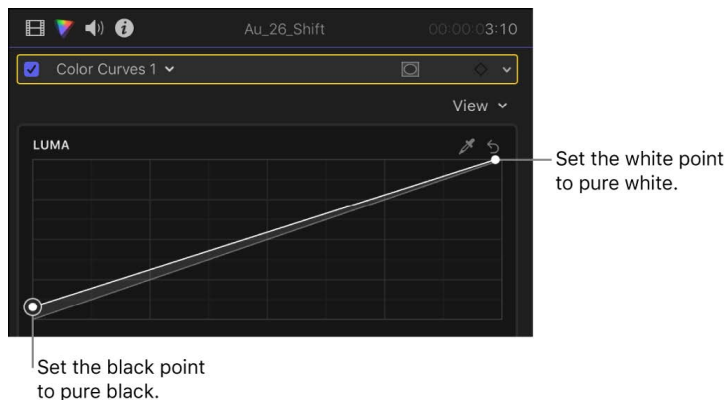 Au_26_Shift 00:00:03:10
Color Curves 1
View
LUMA
Set the white point
to pure white.
Set the black point
to pure black.